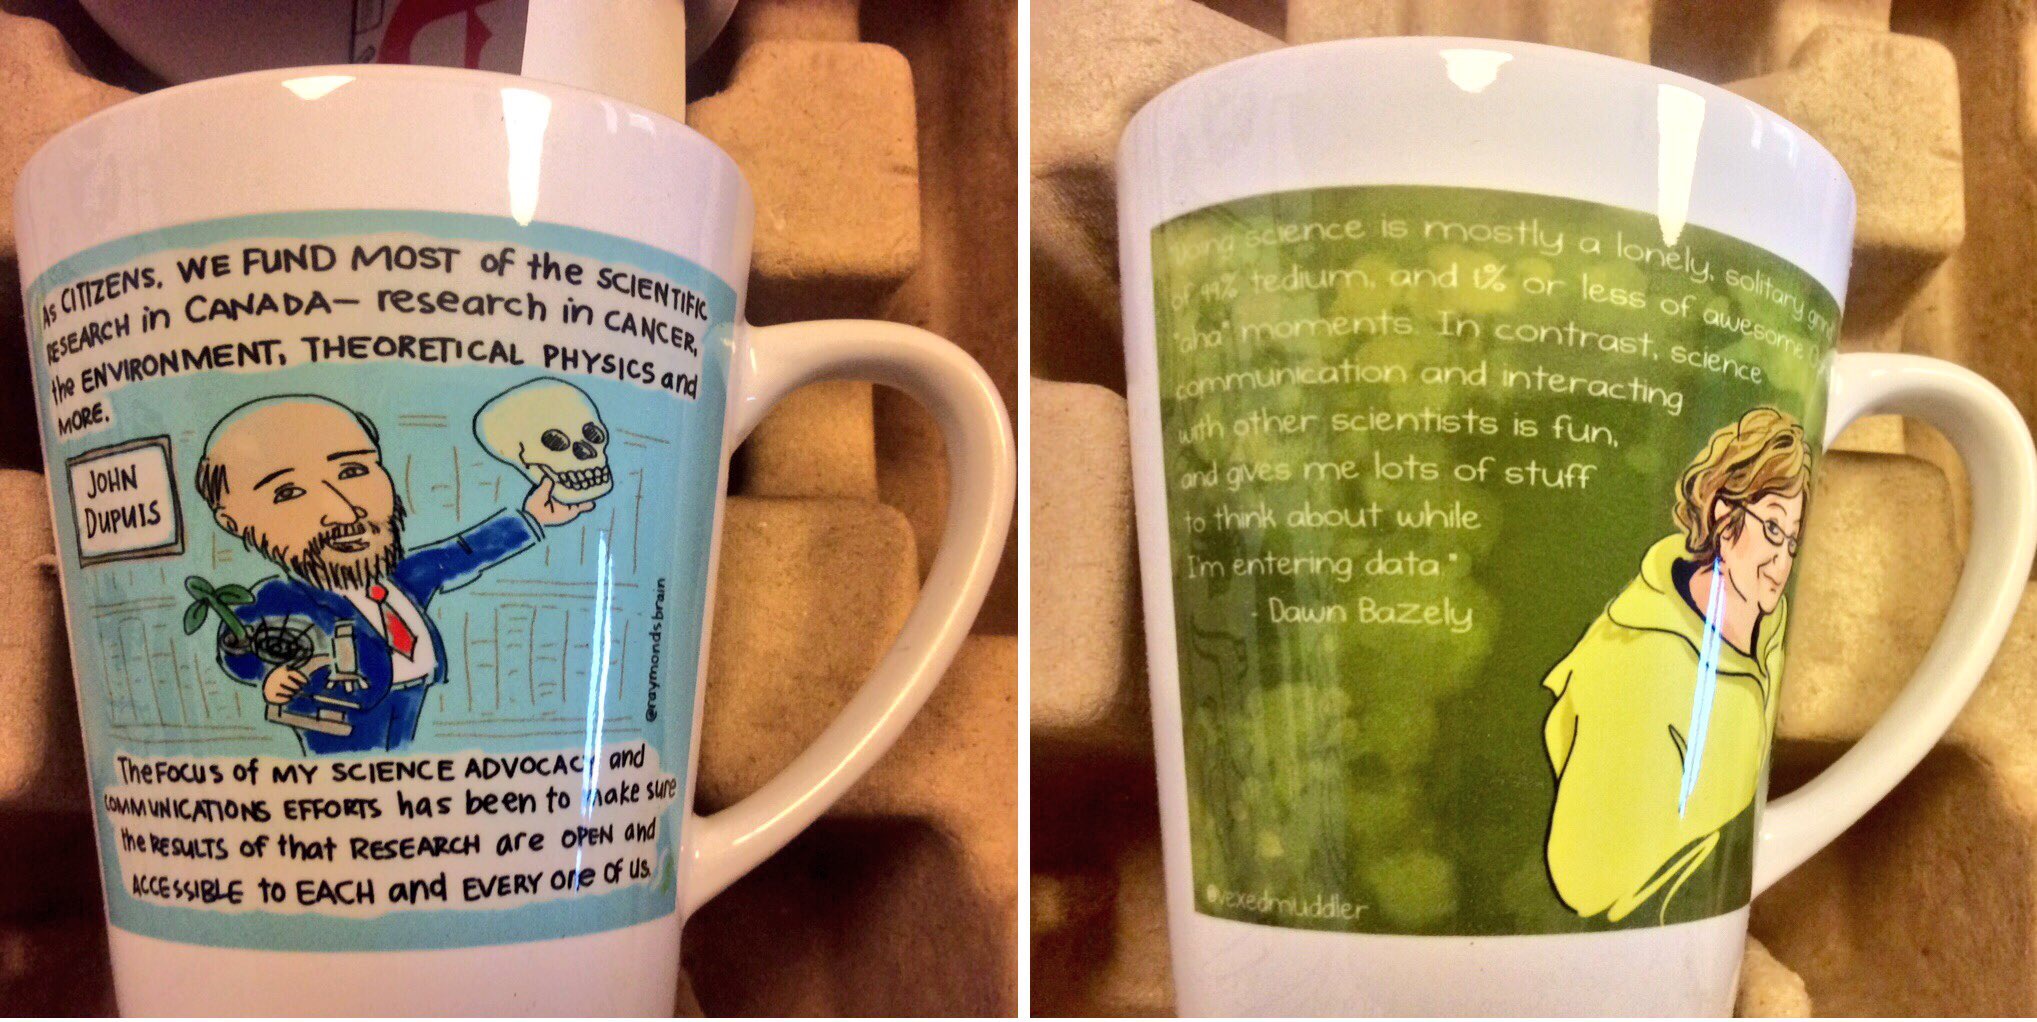 As CITIZENS, WE FUND MOST of the SCIENTIFIC
RESEARCH in CANADA— research in CANCER,
the ENVIRONMENT, THEORETICAL PHYSICS and
MORE.
JOHN
DUPUIS
@raymondsbrain
The FOCUS of MY SCIENCE ADVOCACY and
COMMUNICATIONS EFFORTS has been to make sure
the RESULTS of that RESEARCH are OPEN and
ACCESSIBLE to EACH and EVERY one of us.
Doing science is mostly a lonely, solitary
of 99% tedium, and 1% or less of awesome
"aha" moments. In contrast, science
communication and interacting
with other scientists is fun,
and gives me lots of stuff
to think about while
I'm entering data."
- Dawn Bazely
@vexedmuddler